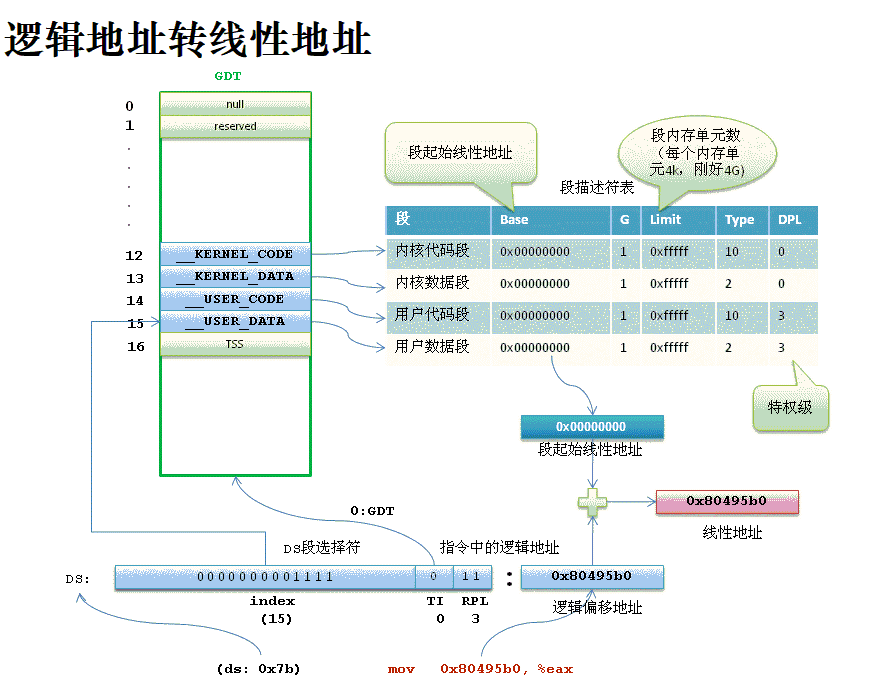 逻辑地址转线性地址
GDT
0 null
1 reserved
.
.
.
.
.
12 __KERNEL_CODE
13 __KERNEL_DATA
14 __USER_CODE
15 __USER_DATA
16 TSS
段起始线性地址
段内存单元数
(每个内存单
元4k，刚好4G)
段描述符表
段 Base G Limit Type DPL
内核代码段 0x00000000 1 0xfffff 10 0
内核数据段 0x00000000 1 0xfffff 2 0
用户代码段 0x00000000 1 0xfffff 10 3
用户数据段 0x00000000 1 0xfffff 2 3
特权级
0x00000000
段起始线性地址
0x80495b0
线性地址
0:GDT
DS段选择符
指令中的逻辑地址
DS: 0000000001111 0 11 : 0x80495b0
index TI RPL
(15) 0 3
逻辑偏移地址
(ds: 0x7b)
mov 0x80495b0, %eax